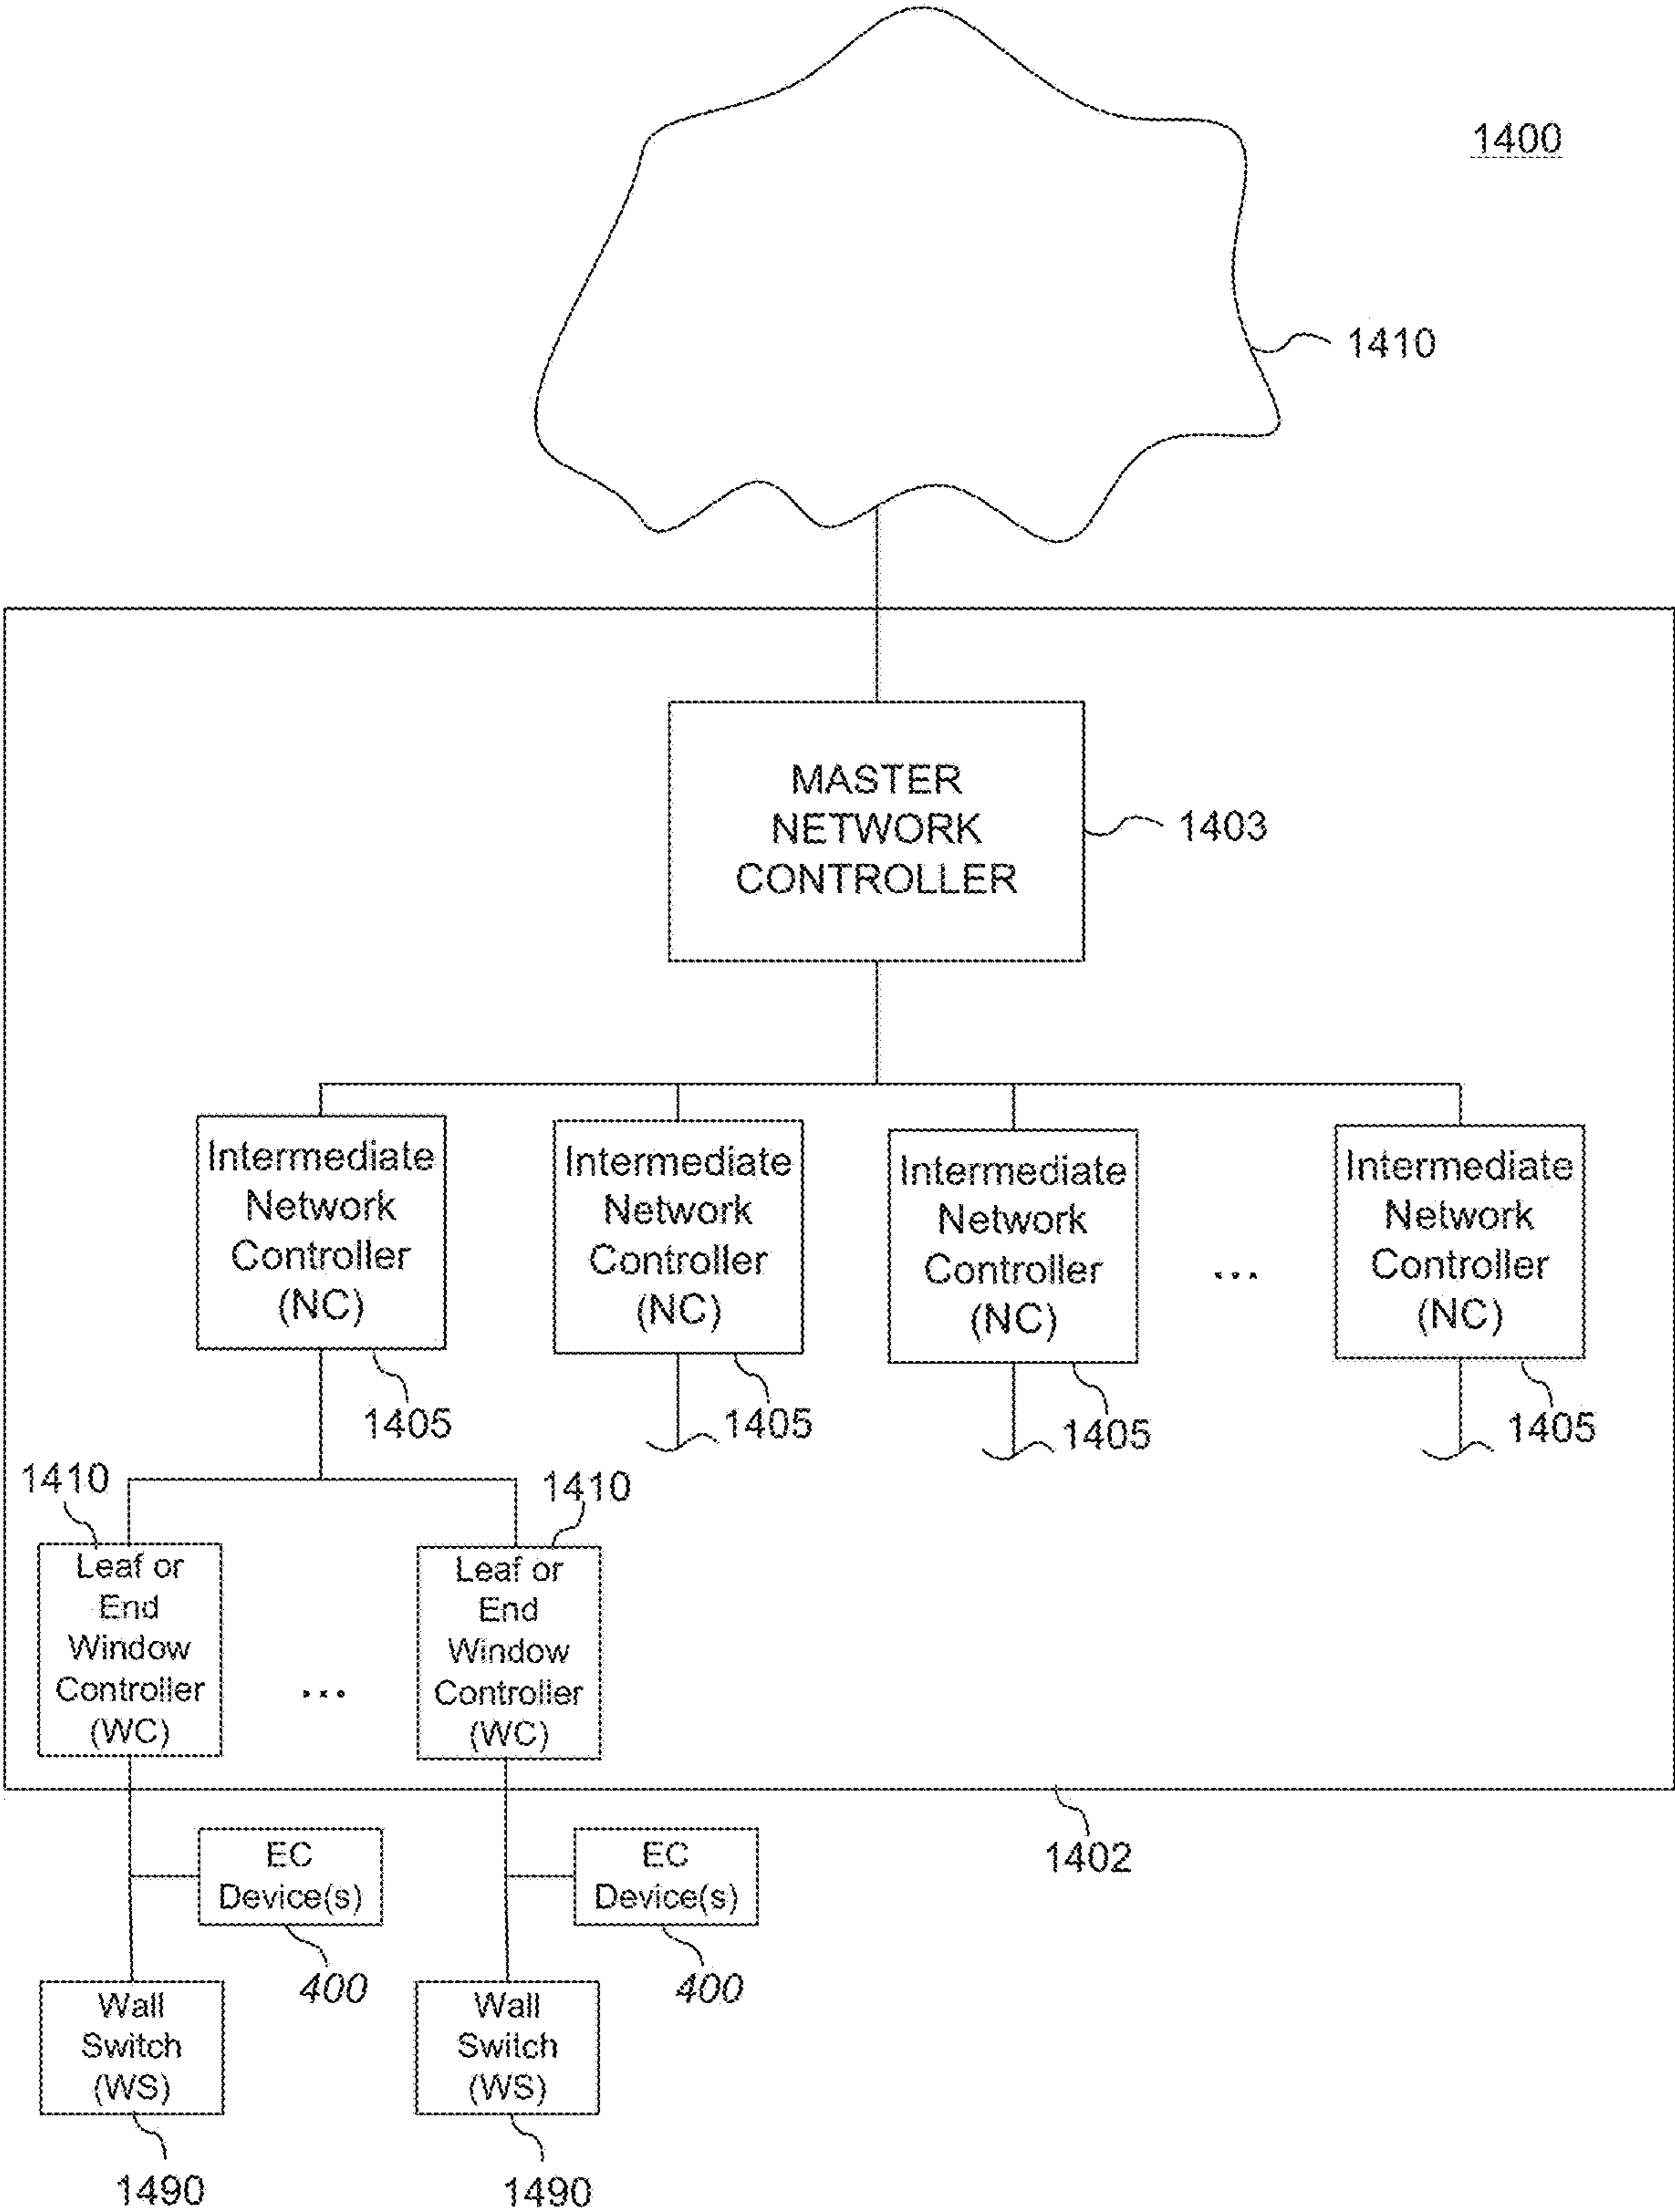 1400
1410
MASTER
NETWORK
CONTROLLER
1403
Intermediate
Network
Controller
(NC)
1405
Intermediate
Network
Controller
(NC)
1405
Intermediate
Network
Controller
(NC)
1405
...
Intermediate
Network
Controller
(NC)
1405
1410
Leaf or
End
Window
Controller
(WC)
...
1410
Leaf or
End
Window
Controller
(WC)
1402
EC
Device(s)
400
EC
Device(s)
400
Wall
Switch
(WS)
1490
Wall
Switch
(WS)
1490